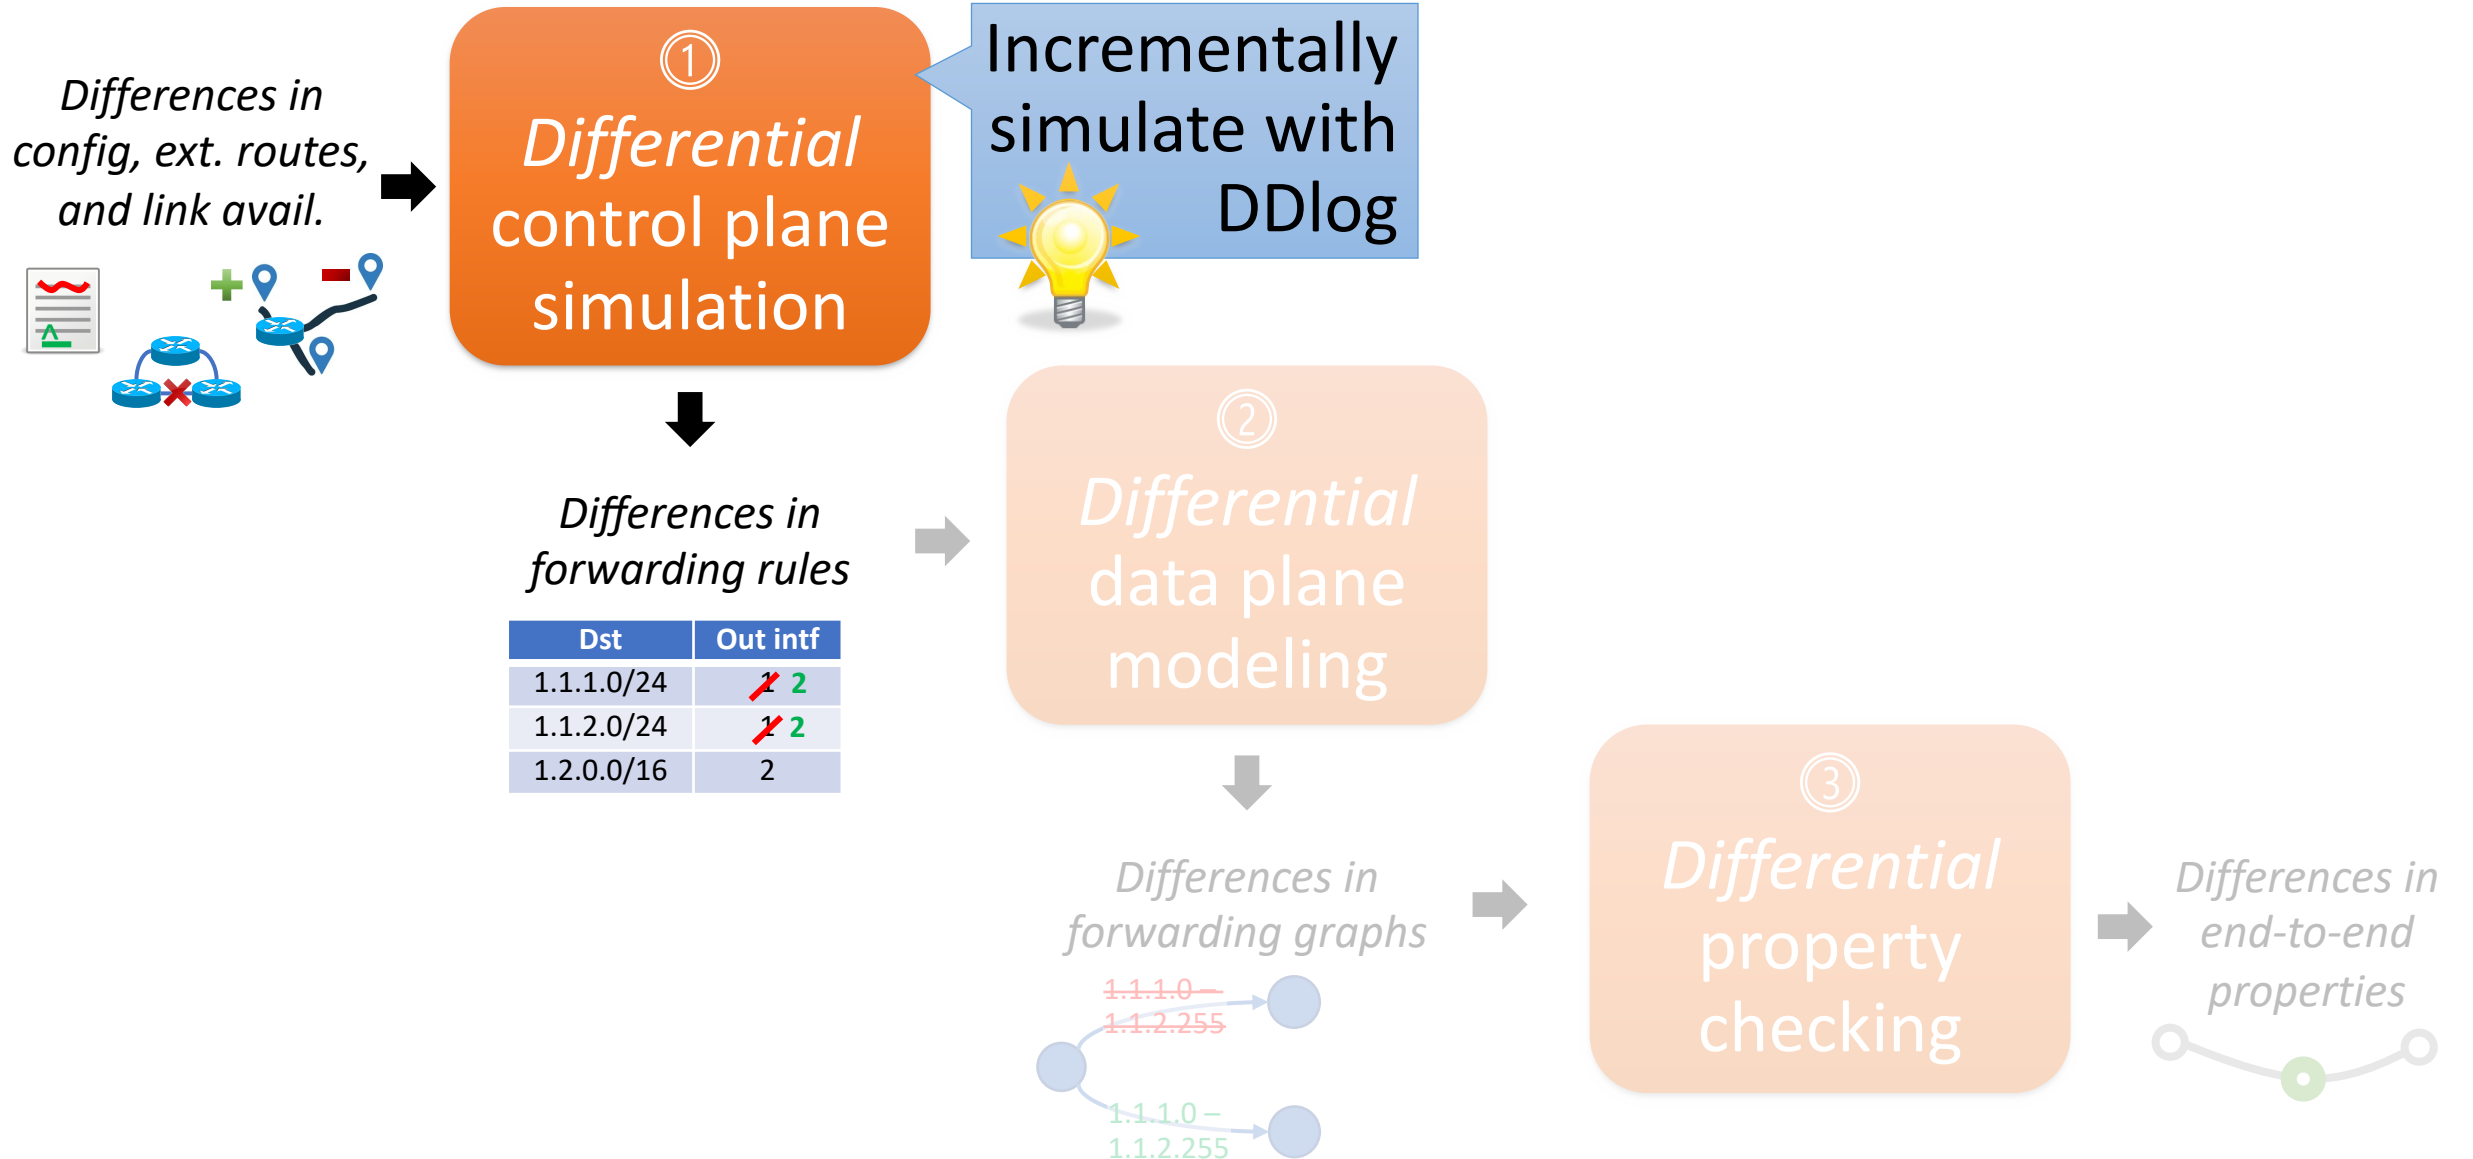 Differences in
config, ext. routes,
and link avail.
①
Differential
control plane
simulation
Incrementally
simulate with
DDlog
Differences in
forwarding rules
Dst Out intf
1.1.1.0/24 1 2
1.1.2.0/24 1 2
1.2.0.0/16 2
②
Differential
data plane
modeling
Differences in
forwarding graphs
1.1.1.0 –
1.1.2.255
1.1.1.0 –
1.1.2.255
③
Differential
property
checking
Differences in
end-to-end
properties